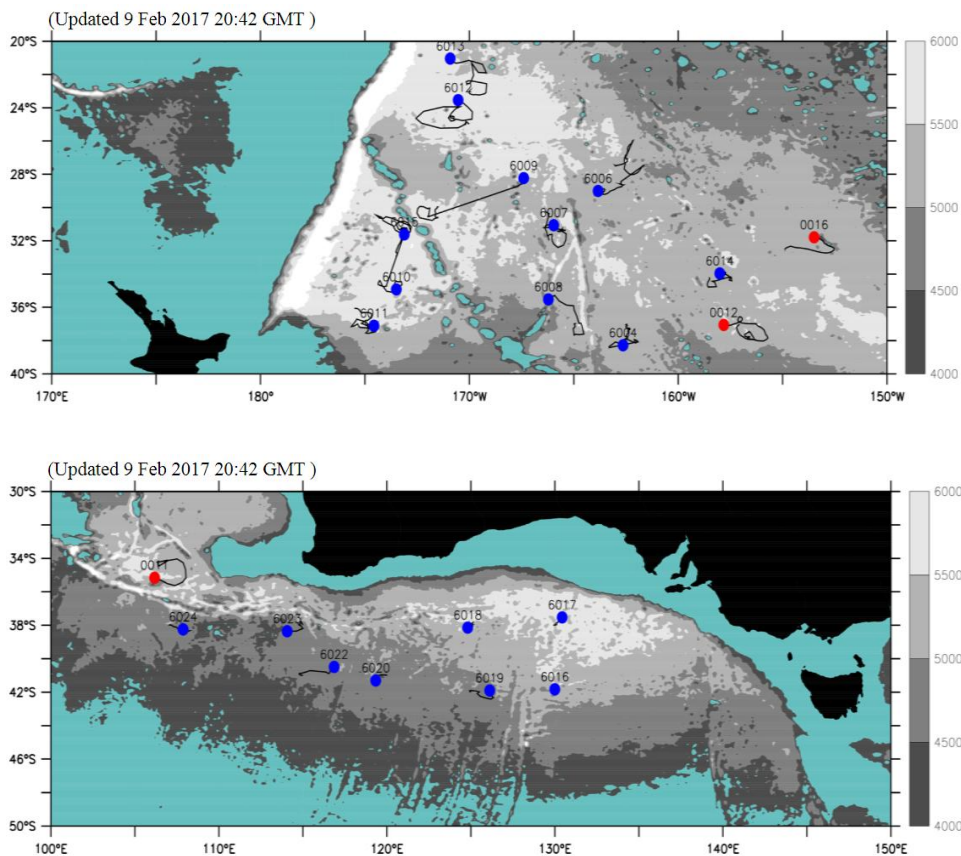 (Updated 9 Feb 2017 20:42 GMT )
20°S
6013
6000
24°S
6012
5500
28°S
6009
6006
6007
0016
5000
32°S
6015
6014
6010
6008
4500
36°S
6011
6004
0012
40°S
4000
170°E
180°
170°W
160°W
150°W
(Updated 9 Feb 2017 20:42 GMT )
30°S
6000
34°S
0011
5500
6024
6023
6018
6017
38°S
5000
6022
6020
6019
6016
42°S
4500
46°S
50°S
4000
100°E
110°E
120°E
130°E
140°E
150°E